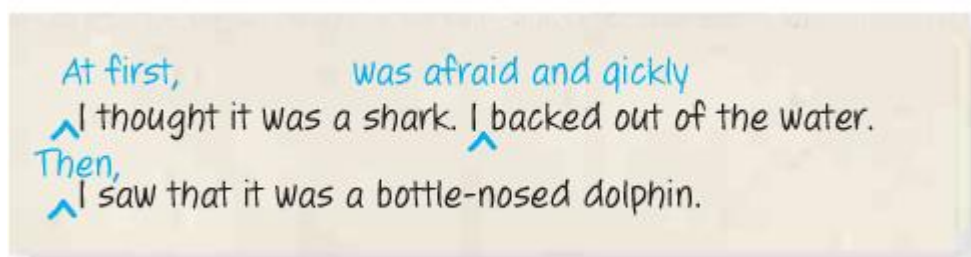 At first, was afraid and qickly
I thought it was a shark. I backed out of the water.
Then,
I saw that it was a bottle-nosed dolphin.